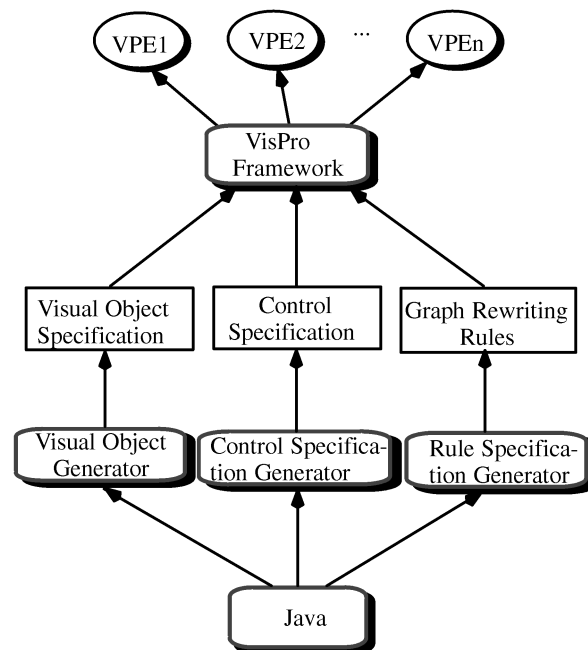 VPE1
VPE2
...
VPEn
VisPro
Framework
Visual Object
Specification
Control
Specification
Graph Rewriting
Rules
Visual Object
Generator
Control Specifica-
tion Generator
Rule Specifica-
tion Generator
Java